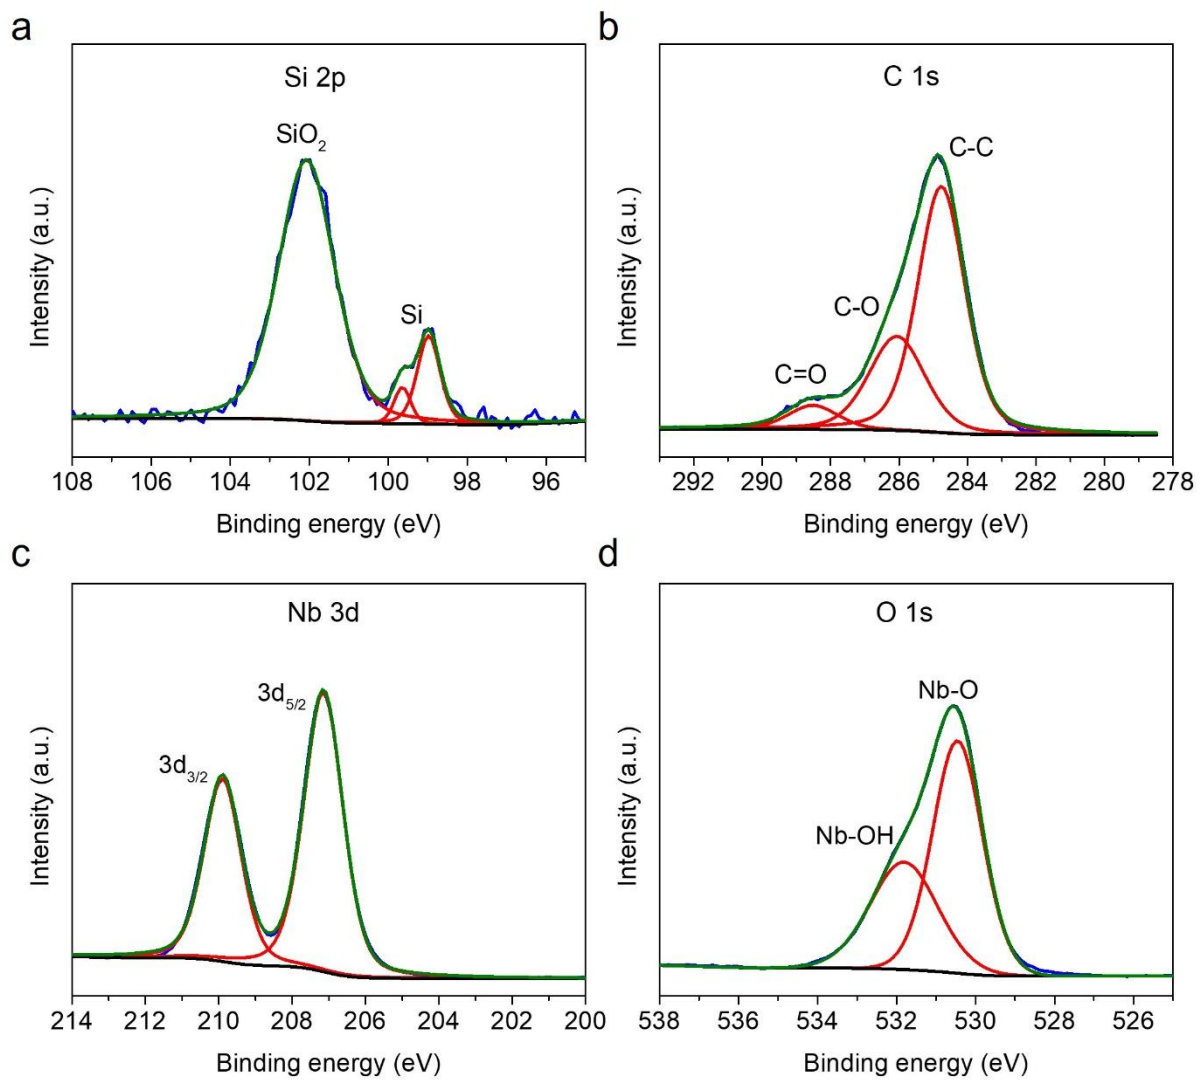 a
Si 2p
SiO₂
Si
Intensity (a.u.)
108 106 104 102 100 98 96
Binding energy (eV)
b
C 1s
C-C
C-O
C=O
Intensity (a.u.)
292 290 288 286 284 282 280 278
Binding energy (eV)
c
Nb 3d
3d₅/₂
3d₃/₂
Intensity (a.u.)
214 212 210 208 206 204 202 200
Binding energy (eV)
d
O 1s
Nb-O
Nb-OH
Intensity (a.u.)
538 536 534 532 530 528 526
Binding energy (eV)